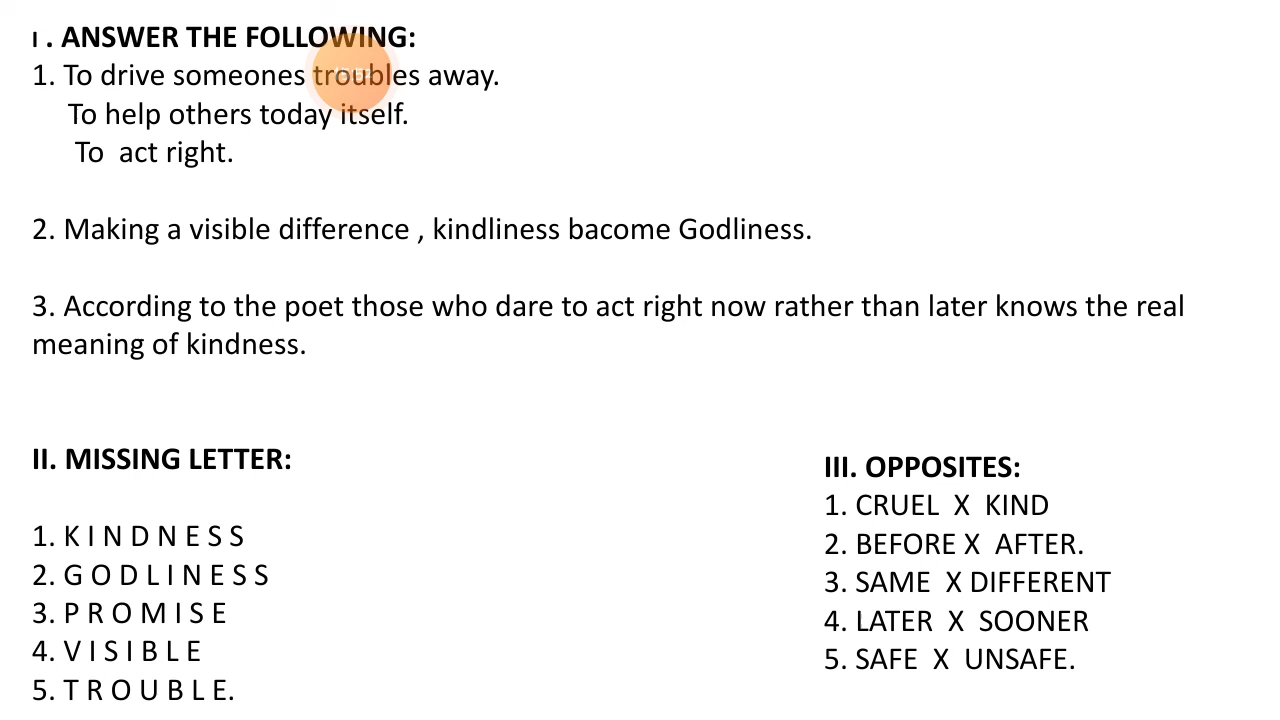 I . ANSWER THE FOLLOWING:
1. To drive someones troubles away.
To help others today itself.
To act right.
2. Making a visible difference , kindliness bacome Godliness.
3. According to the poet those who dare to act right now rather than later knows the real
meaning of kindness.
II. MISSING LETTER:
1. K I N D N E S S
2. G O D L I N E S S
3. P R O M I S E
4. V I S I B L E
5. T R O U B L E.
III. OPPOSITES:
1. CRUEL X KIND
2. BEFORE X AFTER.
3. SAME X DIFFERENT
4. LATER X SOONER
5. SAFE X UNSAFE.